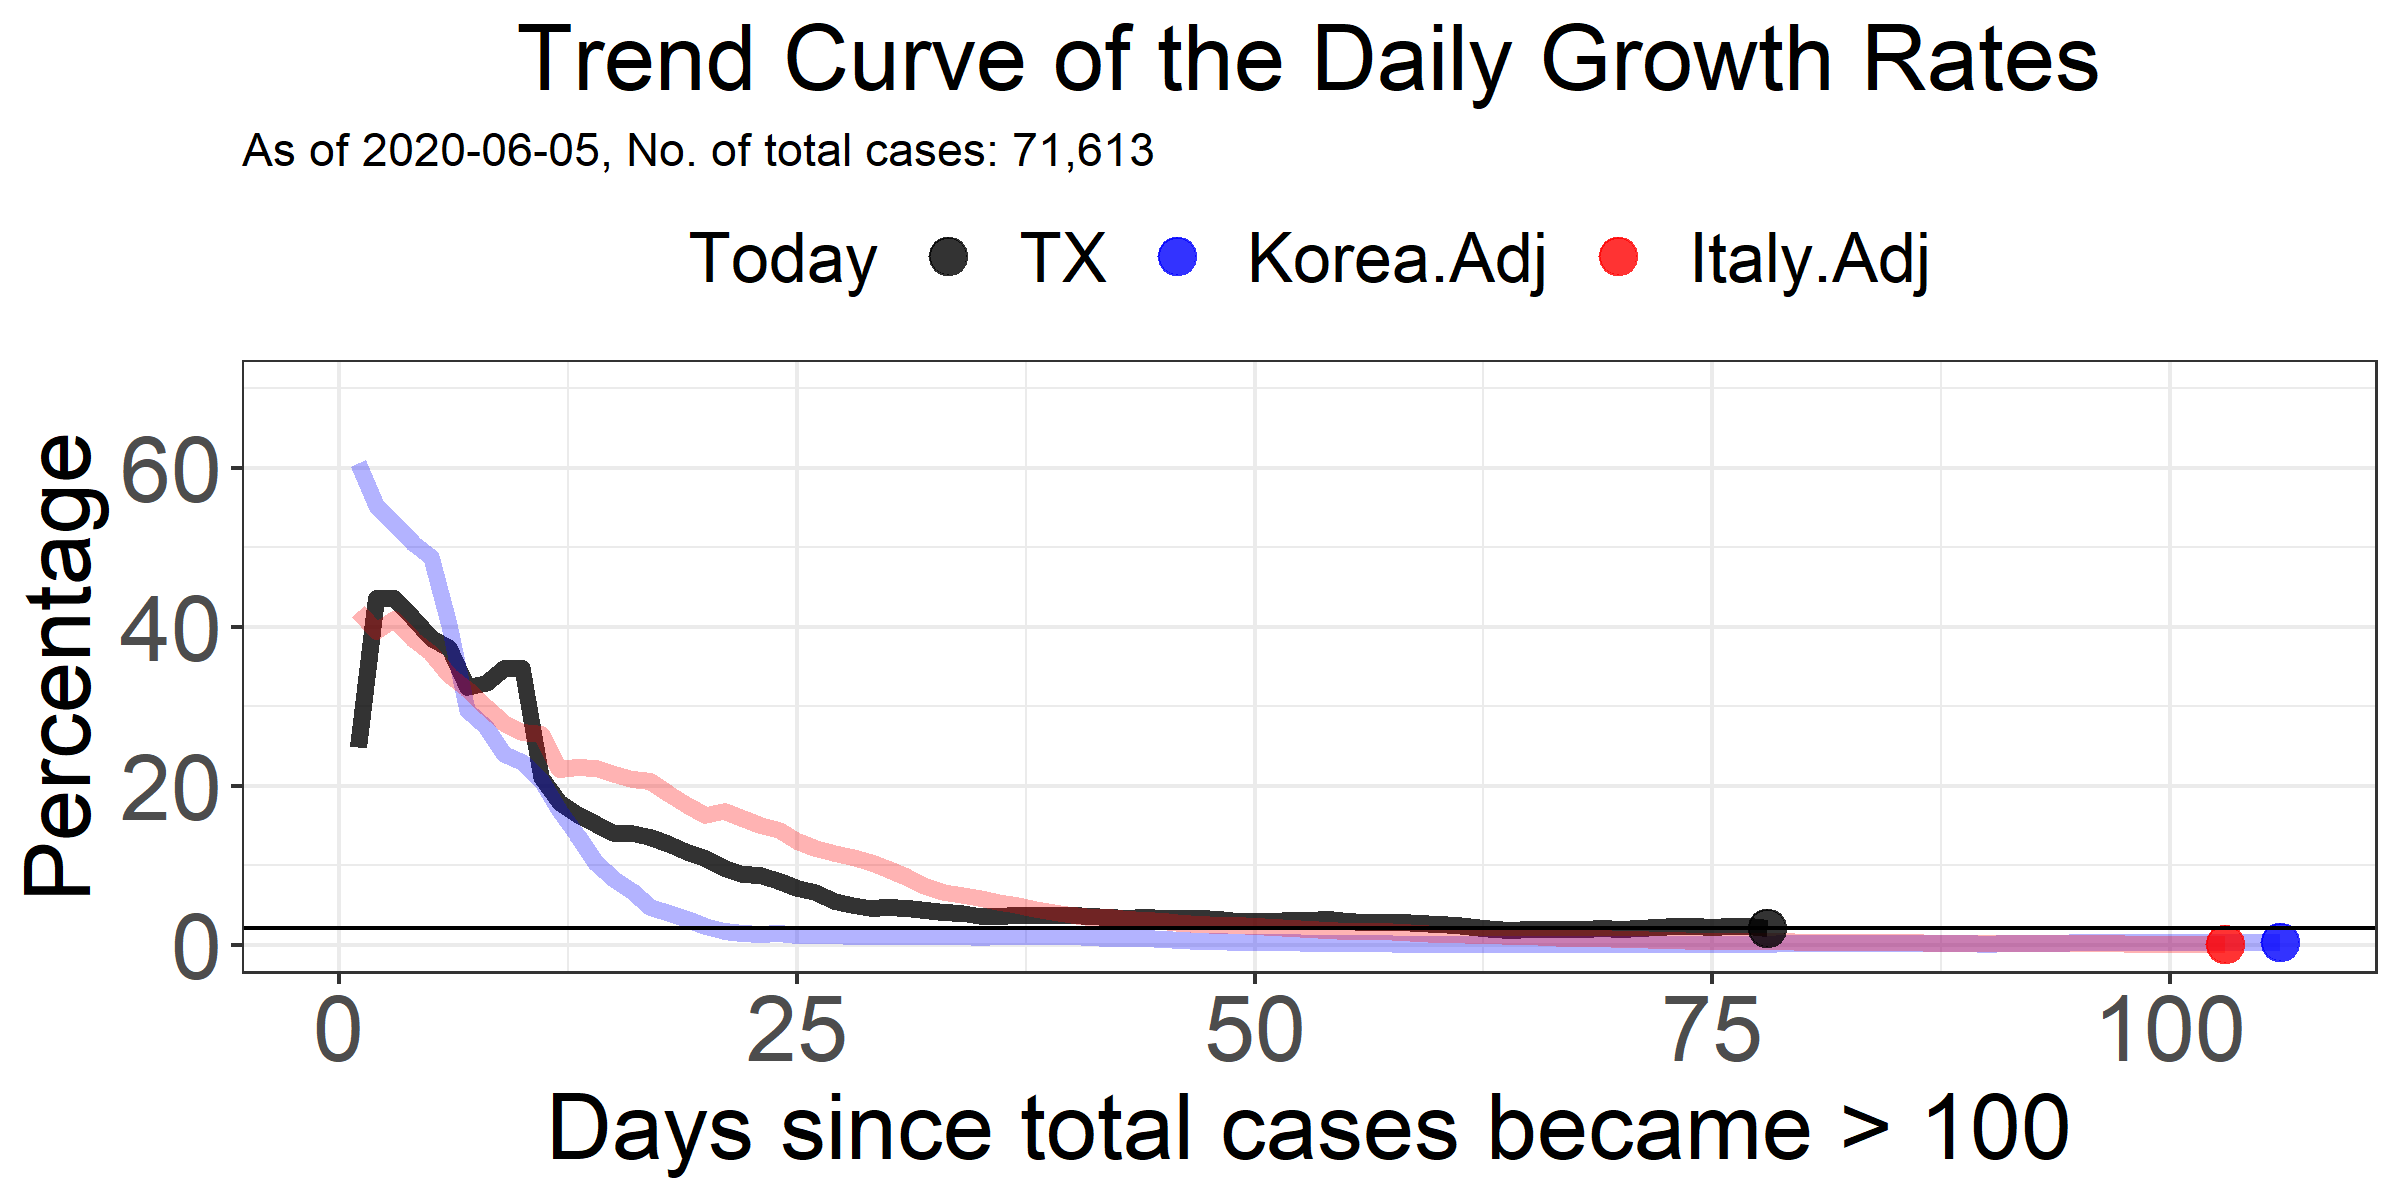 Trend Curve of the Daily Growth Rates
As of 2020-06-05, No. of total cases: 71,613
Today TX Korea.Adj Italy.Adj
Percentage
60
40
20
0
0 25 50 75 100
Days since total cases became > 100